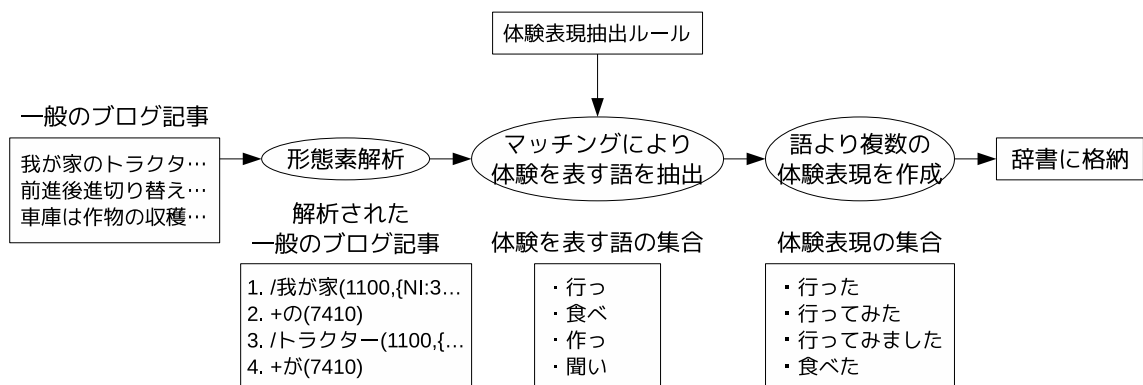 体験表現抽出ルール
一般のブログ記事
我が家のトラクタ…
前進後進切り替え…
車庫は作物の収穫…
形態素解析
マッチングにより
体験を表す語を抽出
語より複数の
体験表現を作成
辞書に格納
解析された
一般のブログ記事
1. /我が家(1100,{NI:3…
2. +の(7410)
3. /トラクター(1100,{…
4. +が(7410)
体験を表す語の集合
・行っ
・食べ
・作っ
・聞い
体験表現の集合
・行った
・行ってみた
・行ってみました
・食べた